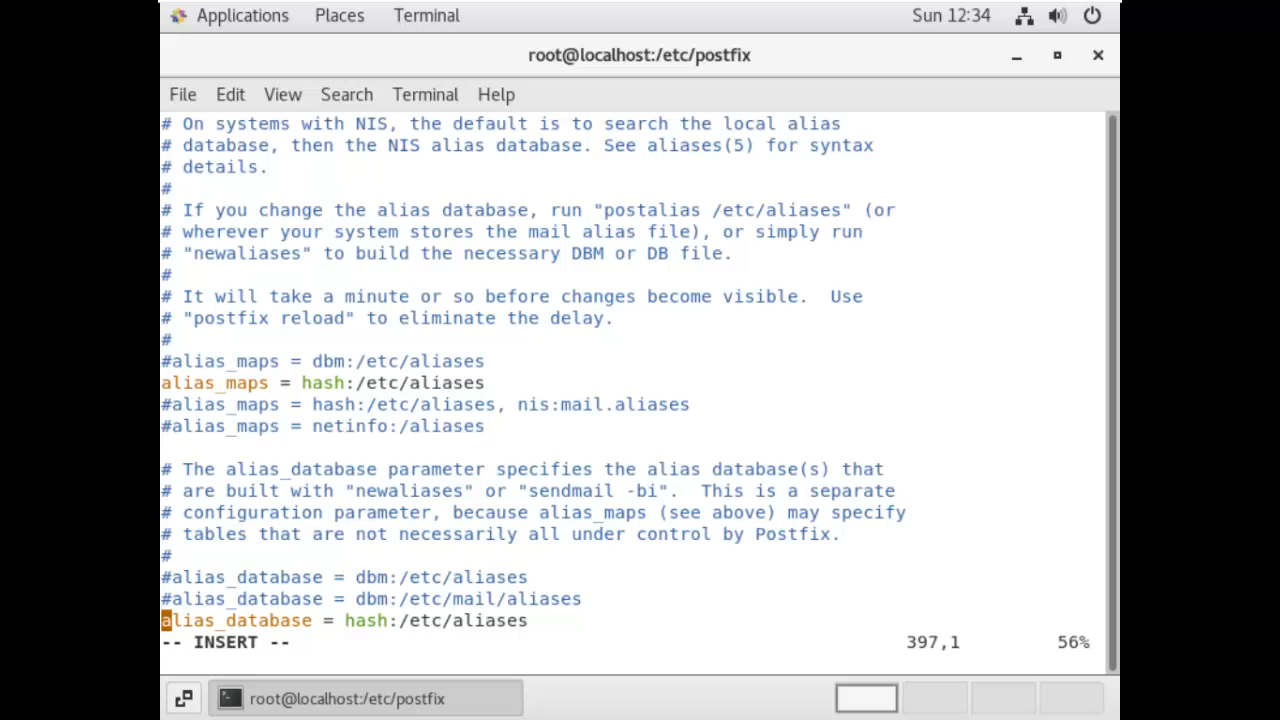 Applications Places Terminal Sun 12:34
root@localhost:/etc/postfix
File Edit View Search Terminal Help
# On systems with NIS, the default is to search the local alias
# database, then the NIS alias database. See aliases(5) for syntax
# details.
#
# If you change the alias database, run "postalias /etc/aliases" (or
# wherever your system stores the mail alias file), or simply run
# "newaliases" to build the necessary DBM or DB file.
#
# It will take a minute or so before changes become visible.  Use
# "postfix reload" to eliminate the delay.
#
#alias_maps = dbm:/etc/aliases
alias_maps = hash:/etc/aliases
#alias_maps = hash:/etc/aliases, nis:mail.aliases
#alias_maps = netinfo:/aliases
# The alias_database parameter specifies the alias database(s) that
# are built with "newaliases" or "sendmail -bi".  This is a separate
# configuration parameter, because alias_maps (see above) may specify
# tables that are not necessarily all under control by Postfix.
#
#alias_database = dbm:/etc/aliases
#alias_database = dbm:/etc/mail/aliases
alias_database = hash:/etc/aliases
-- INSERT -- 397,1 56%
root@localhost:/etc/postfix